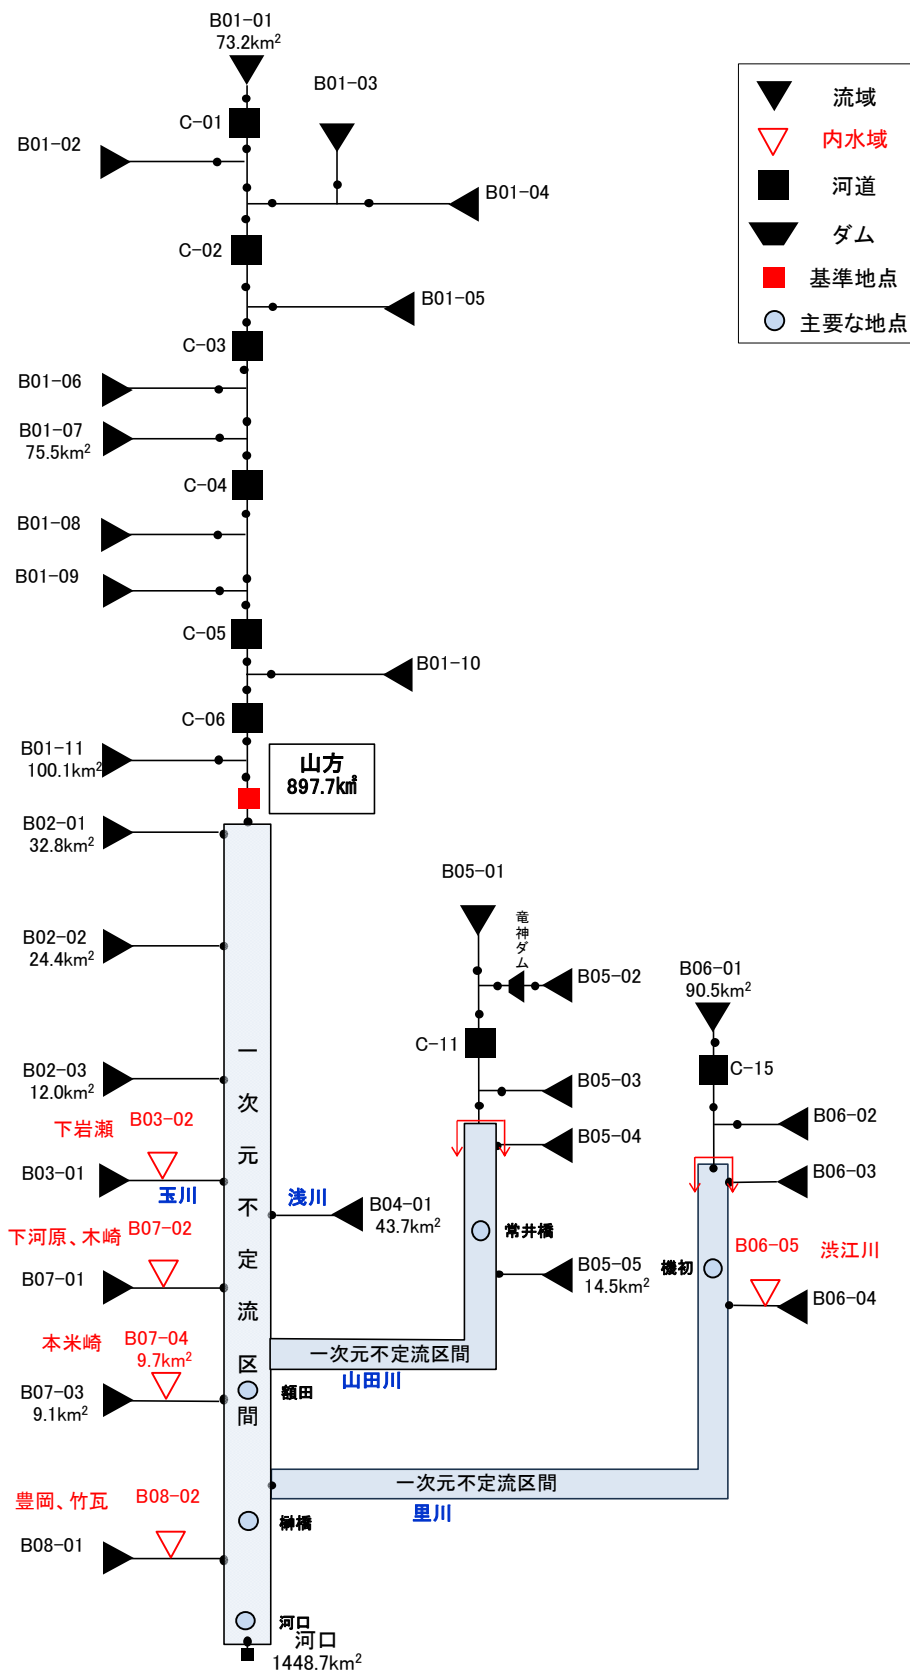 B01-01
73.2km²
B01-03
C-01
B01-02
B01-04
C-02
B01-05
C-03
B01-06
B01-07
75.5km²
C-04
B01-08
B01-09
C-05
B01-10
C-06
B01-11
100.1km²
山方
897.7k㎡
流域
内水域
河道
ダム
基準地点
主要な地点
B02-01
32.8km²
B02-02
24.4km²
B02-03
12.0km²
下岩瀬 B03-02
B03-01
玉川
下河原、木崎 B07-02
B07-01
本米崎 B07-04
9.7km²
B07-03
9.1km²
豊岡、竹瓦 B08-02
B08-01
一次元不定流区間
浅川
B04-01
43.7km²
額田
榊橋
河口
河口
1448.7km²
B05-01
竜神ダム
B05-02
C-11
B05-03
B05-04
常井橋
B05-05
14.5km²
一次元不定流区間
山田川
B06-01
90.5km²
C-15
B06-02
B06-03
機初
B06-05 渋江川
B06-04
一次元不定流区間
里川